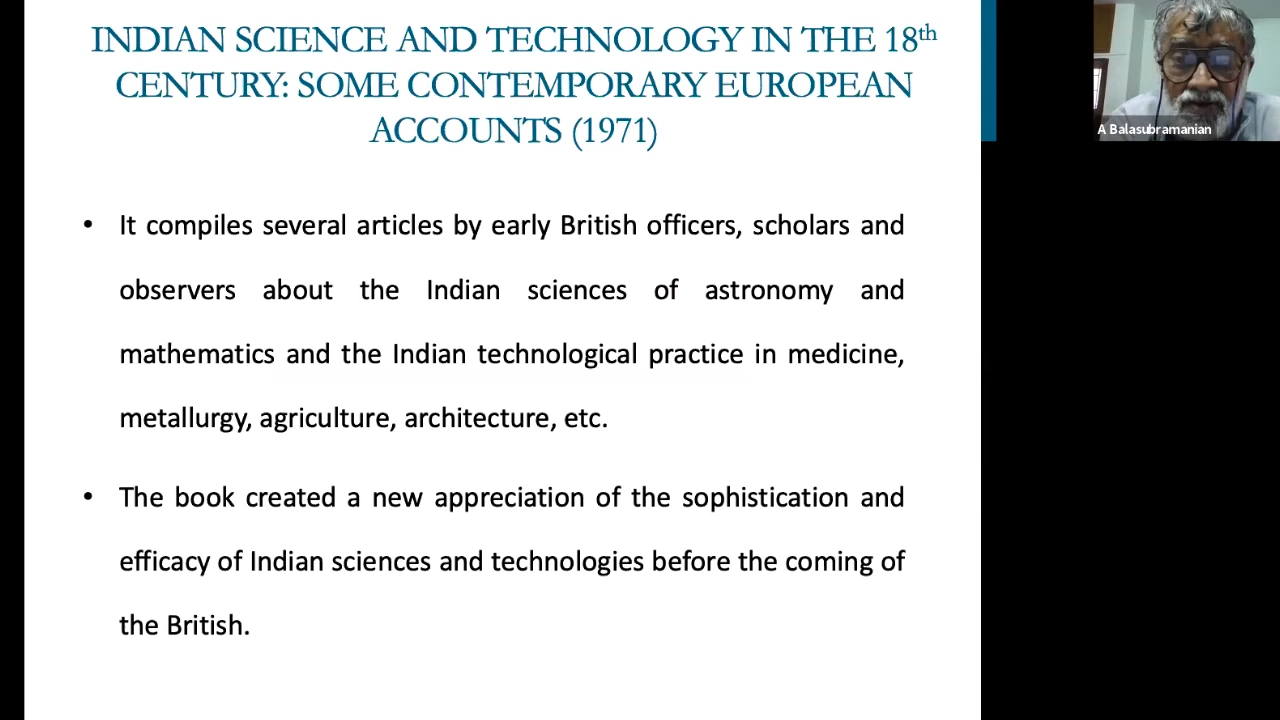 INDIAN SCIENCE AND TECHNOLOGY IN THE 18th
CENTURY: SOME CONTEMPORARY EUROPEAN
ACCOUNTS (1971)
• It compiles several articles by early British officers, scholars and
observers about the Indian sciences of astronomy and
mathematics and the Indian technological practice in medicine,
metallurgy, agriculture, architecture, etc.
• The book created a new appreciation of the sophistication and
efficacy of Indian sciences and technologies before the coming of
the British.
A Balasubramanian